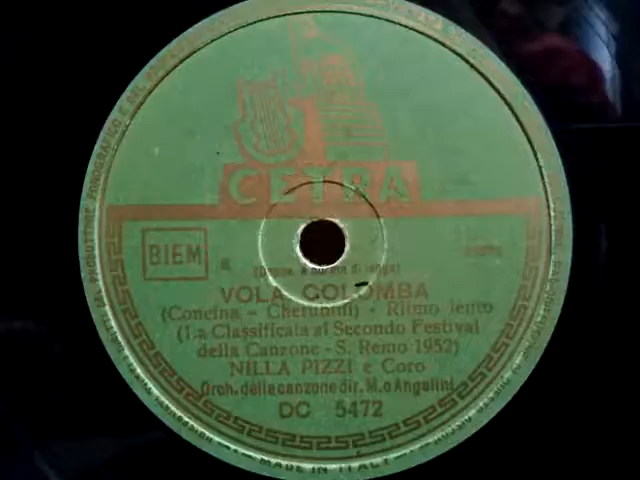 CETRA
BIEM
VOLA COLOMBA
(Concina - Cherubini) - Ritmo lento
(1.a Classificata al Secondo Festival
della Canzone - S. Remo 1952)
NILLA PIZZI e Coro
Orch. della canzone dir. M.o Angelini
DC 5472
MADE IN ITALY